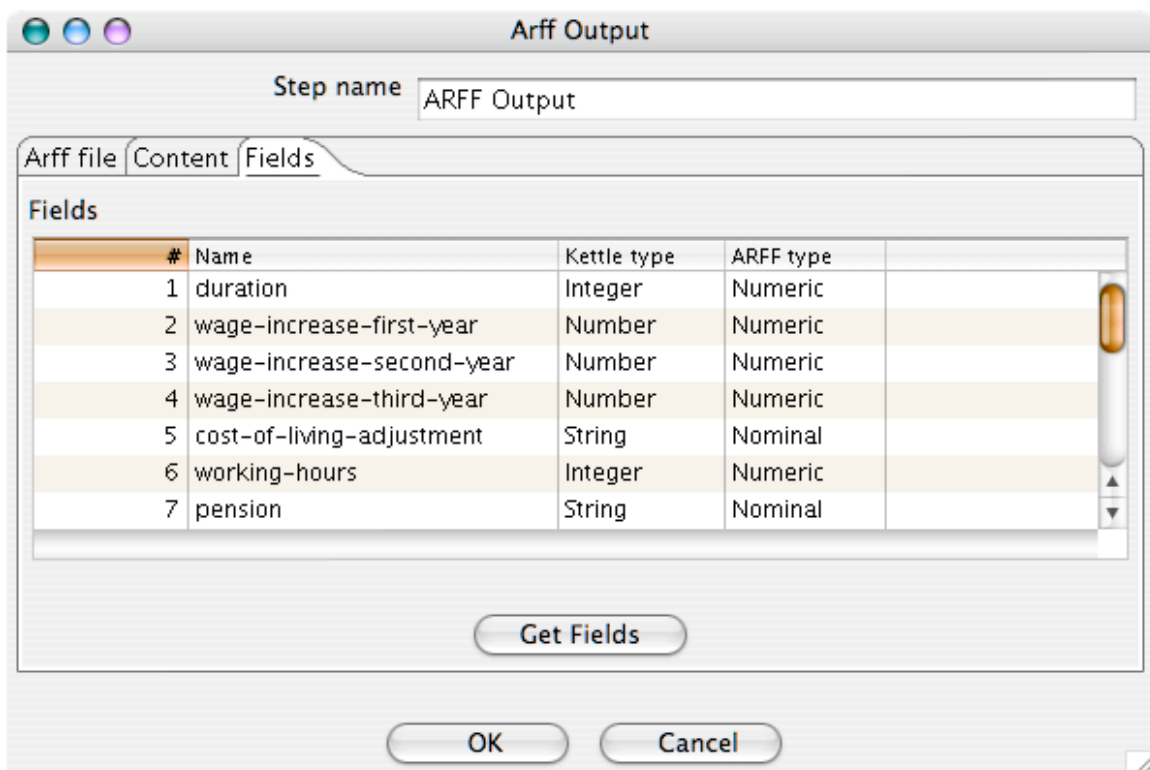 Arff Output
Step name ARFF Output
Arff file Content Fields
Fields
# Name Kettle type ARFF type
1 duration Integer Numeric
2 wage-increase-first-year Number Numeric
3 wage-increase-second-year Number Numeric
4 wage-increase-third-year Number Numeric
5 cost-of-living-adjustment String Nominal
6 working-hours Integer Numeric
7 pension String Nominal
Get Fields
OK Cancel